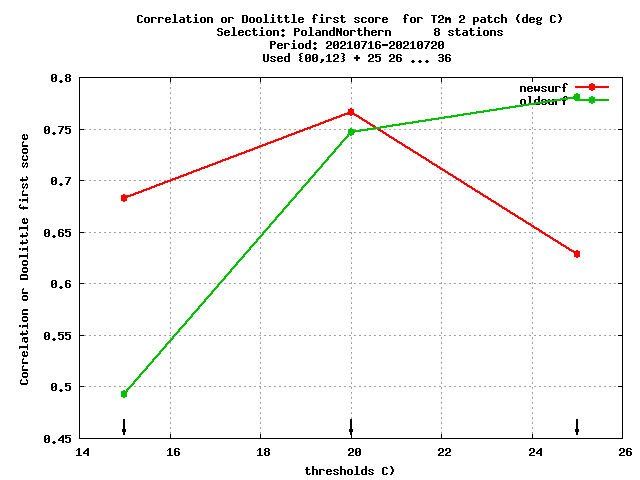 Correlation or Doolittle first score  for T2m 2 patch (deg C)
Selection: PolandNorthern      8 stations
Period: 20210716-20210720
Used {00,12} + 25 26 ... 36
newsurf
oldsurf
Correlation or Doolittle first score
0.8
0.75
0.7
0.65
0.6
0.55
0.5
0.45
14 16 18 20 22 24 26
thresholds C)